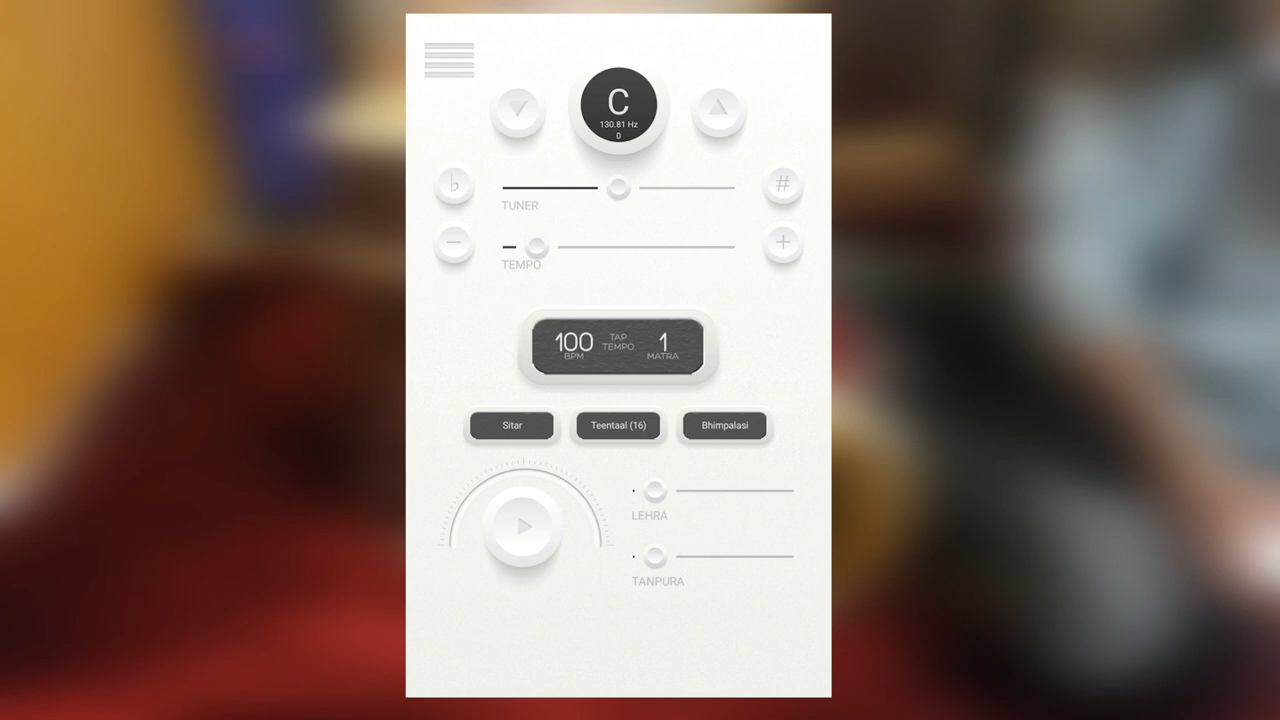 C
130.81 Hz
0
♭
#
TUNER
−
+
TEMPO
100
BPM
TAP
TEMPO
1
MATRA
Sitar
Teentaal (16)
Bhimpalasi
LEHRA
TANPURA